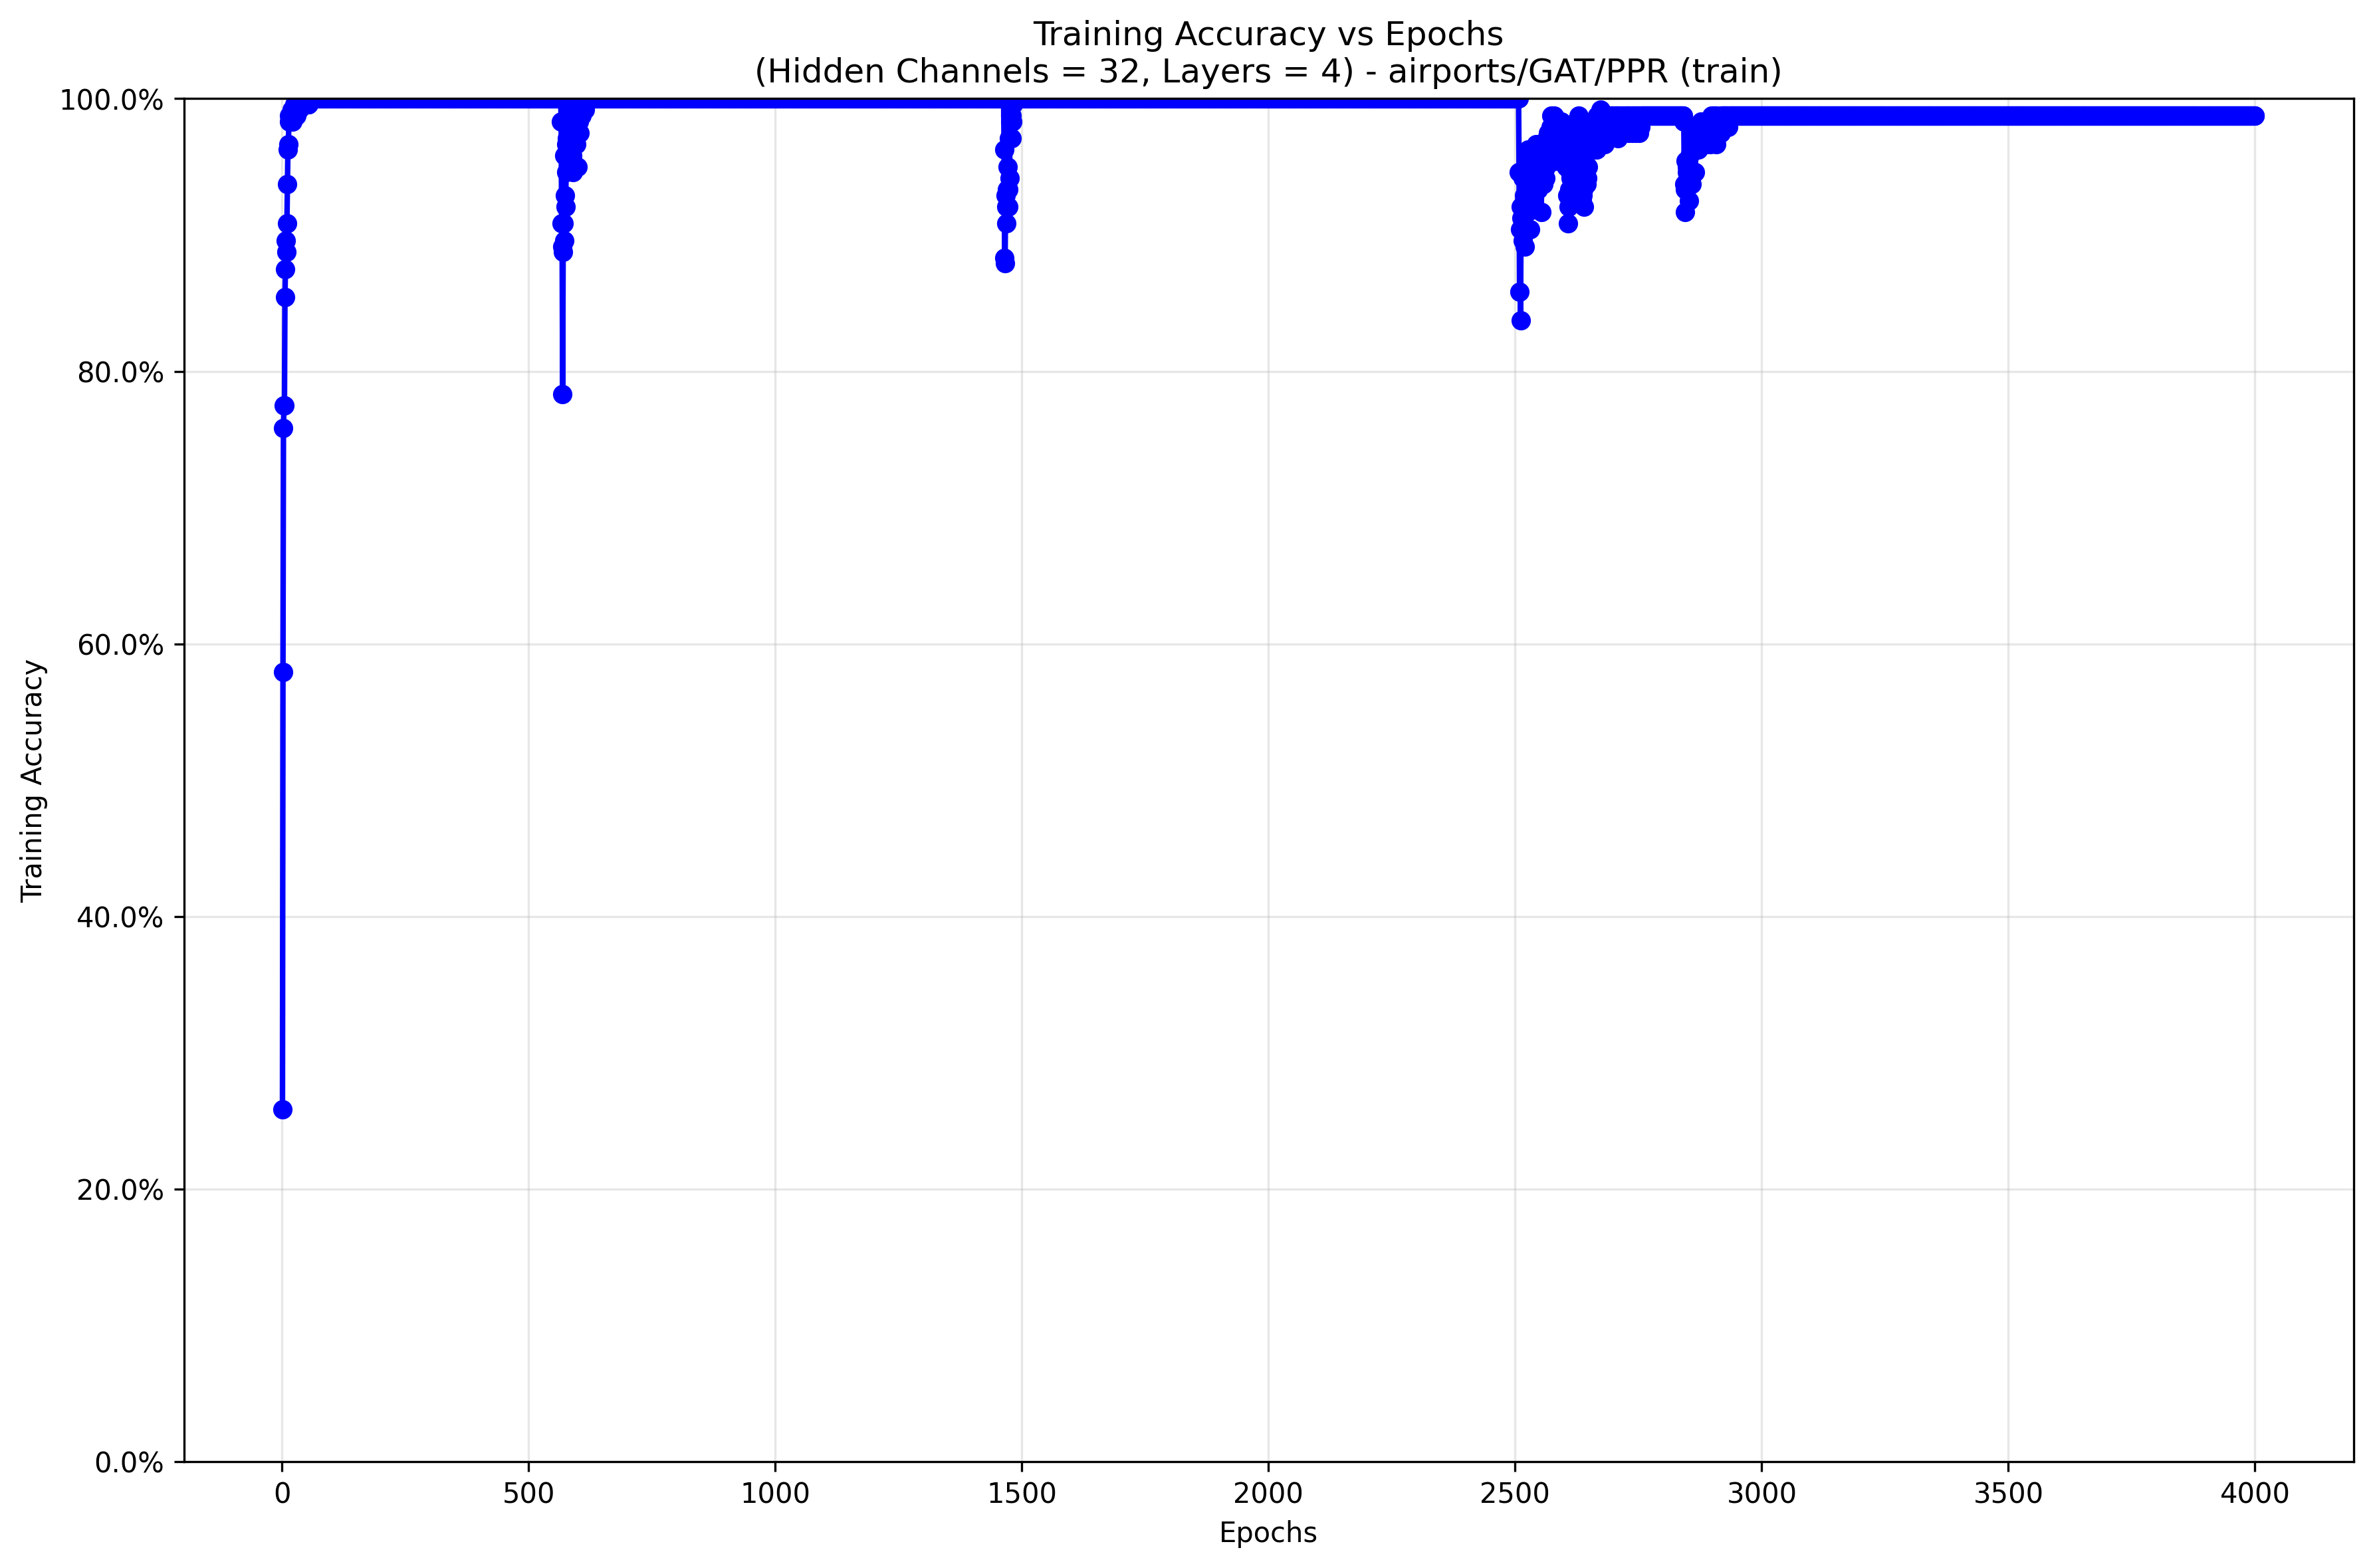 Training Accuracy vs Epochs
(Hidden Channels = 32, Layers = 4) - airports/GAT/PPR (train)
100.0%
80.0%
60.0%
40.0%
20.0%
0.0%
Training Accuracy
0 500 1000 1500 2000 2500 3000 3500 4000
Epochs